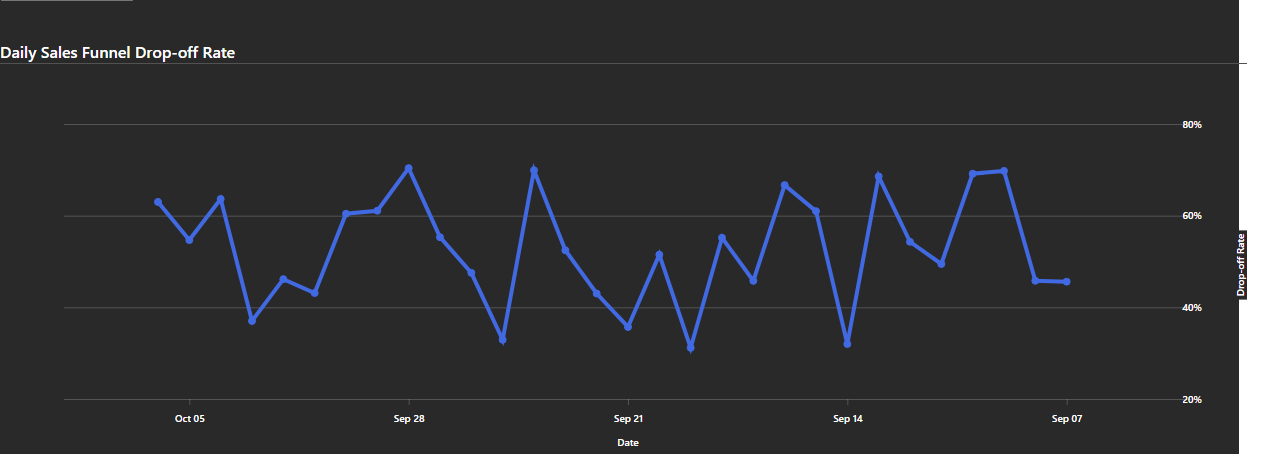 Daily Sales Funnel Drop-off Rate
80%
60%
40%
20%
Drop-off Rate
Oct 05
Sep 28
Sep 21
Sep 14
Sep 07
Date